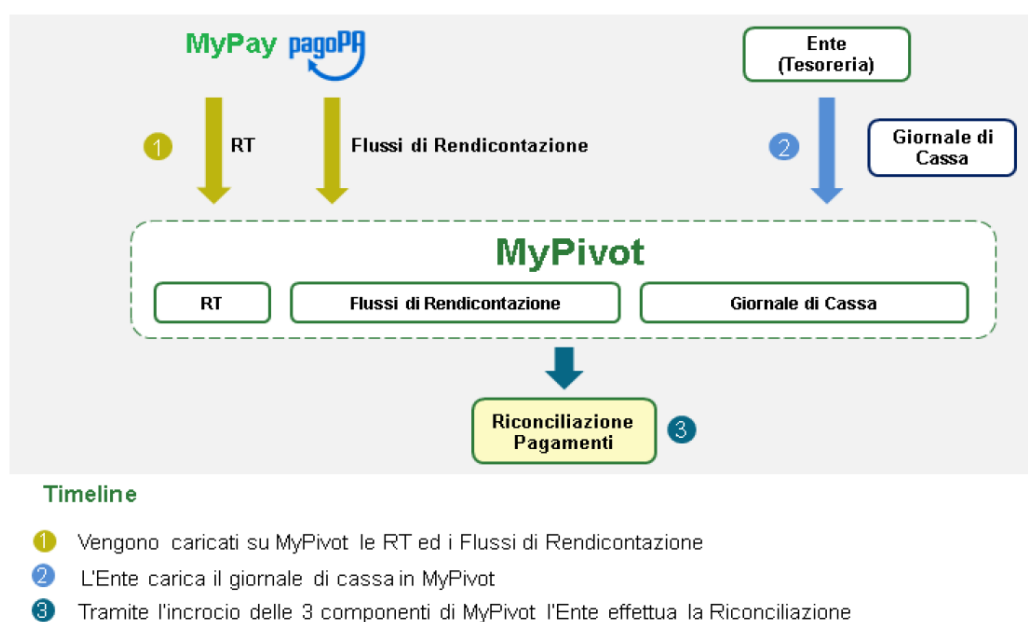 MyPay pagoPA
Ente
(Tesoreria)
1 RT
Flussi di Rendicontazione
2
Giornale di
Cassa
MyPivot
RT
Flussi di Rendicontazione
Giornale di Cassa
Riconciliazione
Pagamenti
3
Timeline
1 Vengono caricati su MyPivot le RT ed i Flussi di Rendicontazione
2 L'Ente carica il giornale di cassa in MyPivot
3 Tramite l'incrocio delle 3 componenti di MyPivot l'Ente effettua la Riconciliazione